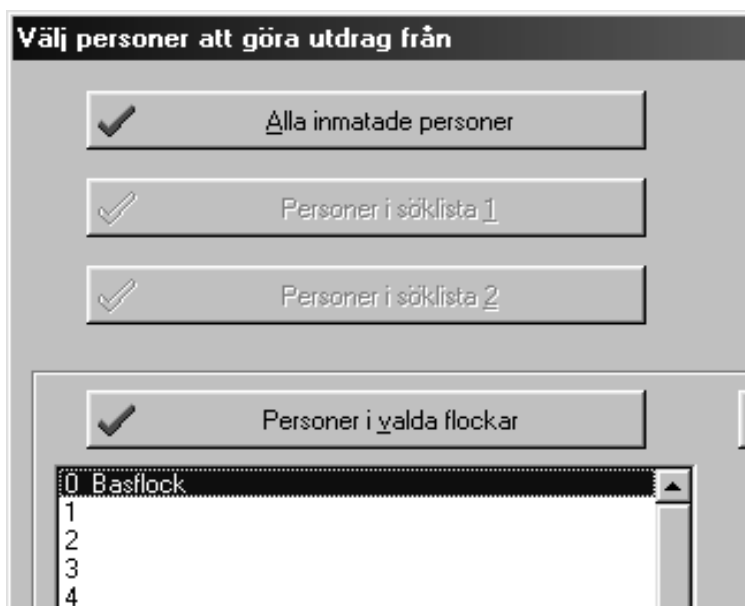 Välj personer att göra utdrag från
Alla inmatade personer
Personer i söklista 1
Personer i söklista 2
Personer i valda flockar
0 Basflock
1
2
3
4